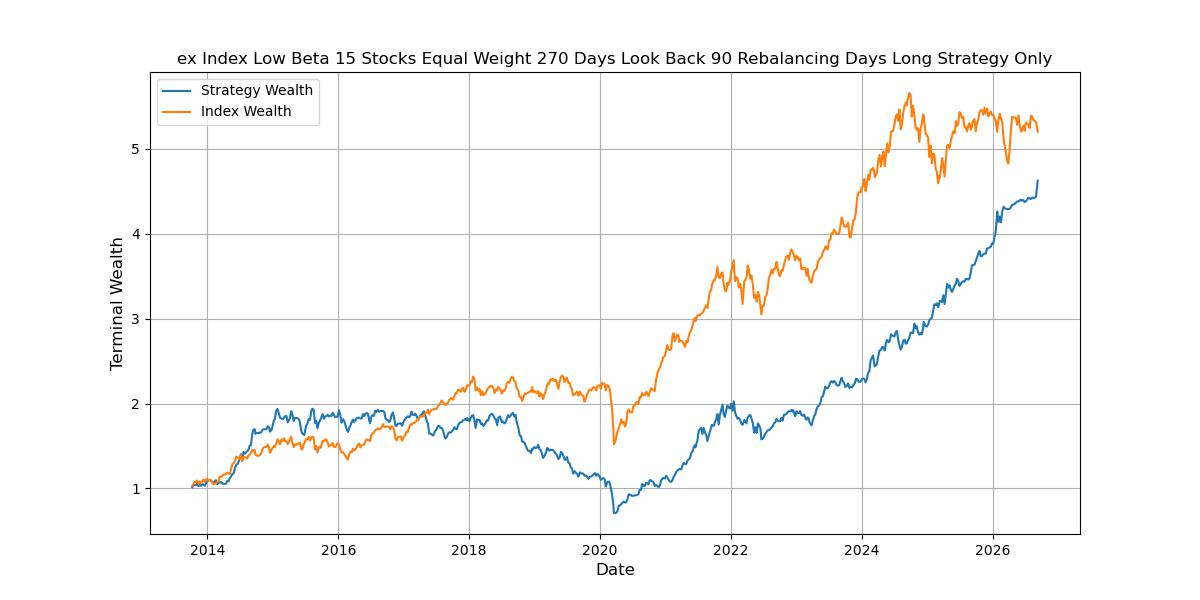 ex Index Low Beta 15 Stocks Equal Weight 270 Days Look Back 90 Rebalancing Days Long Strategy Only
Strategy Wealth
Index Wealth
Terminal Wealth
5
4
3
2
1
2014 2016 2018 2020 2022 2024 2026
Date